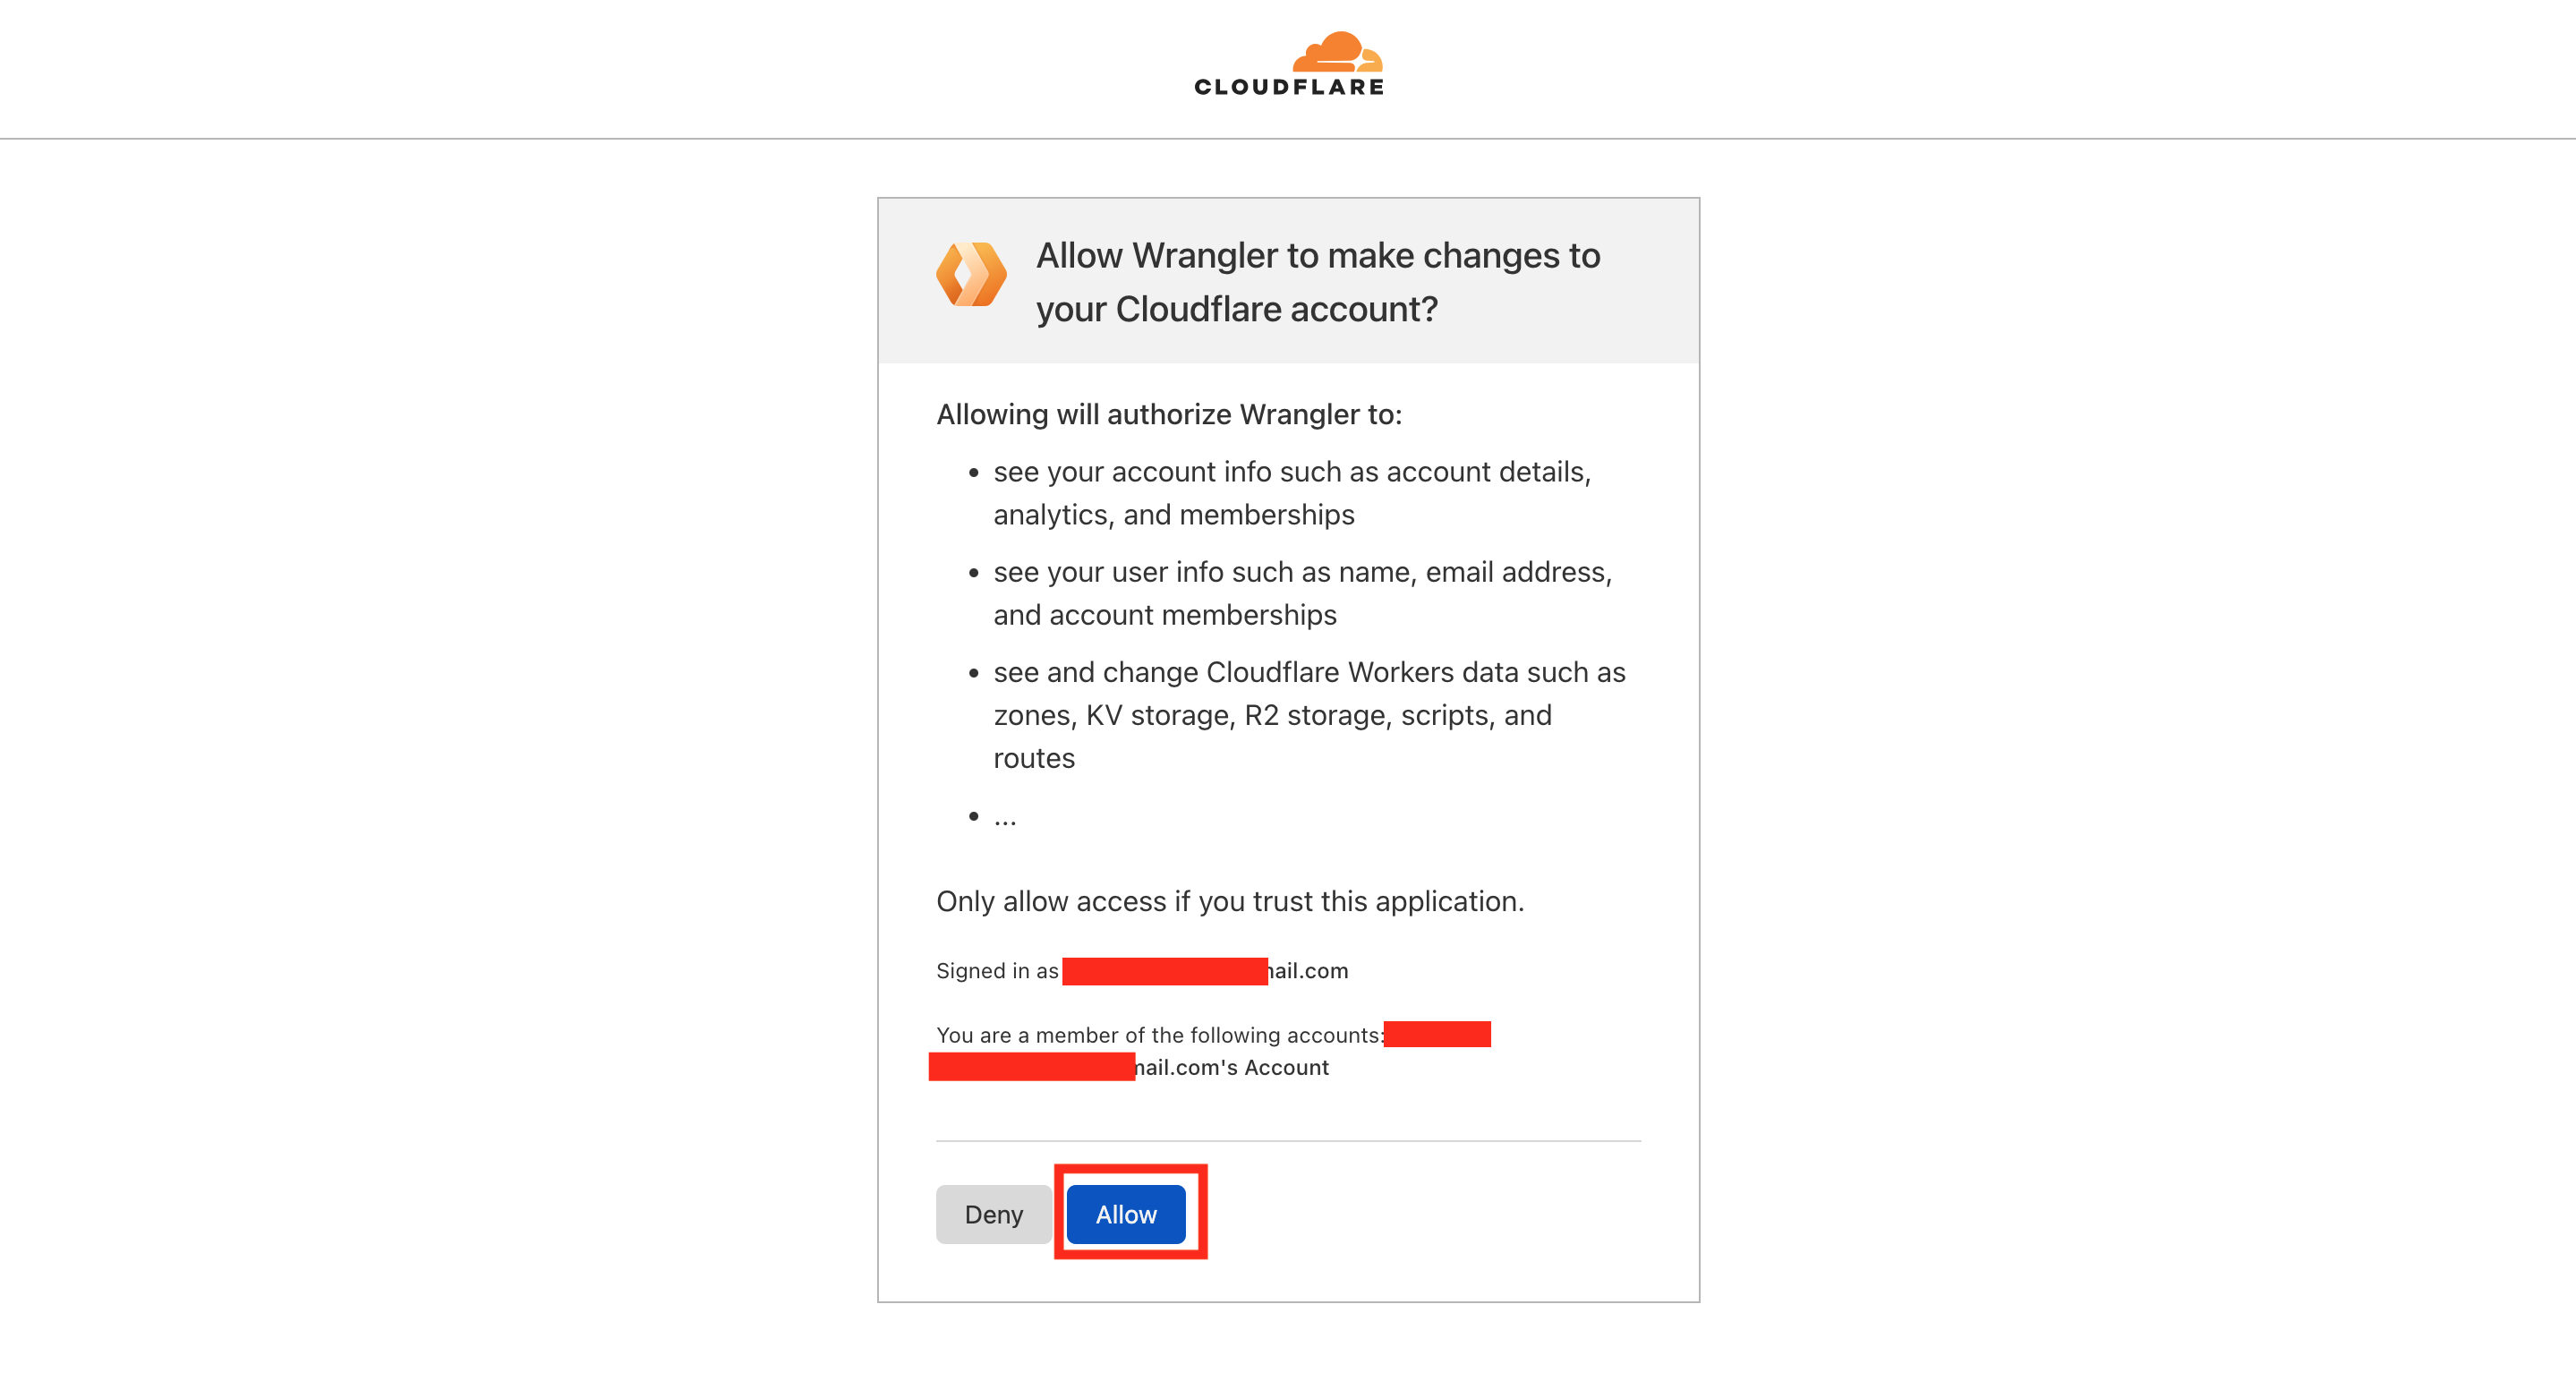 CLOUDFLARE
Allow Wrangler to make changes to
your Cloudflare account?
Allowing will authorize Wrangler to:
• see your account info such as account details,
analytics, and memberships
• see your user info such as name, email address,
and account memberships
• see and change Cloudflare Workers data such as
zones, KV storage, R2 storage, scripts, and
routes
• ...
Only allow access if you trust this application.
Signed in as ail.com
You are a member of the following accounts:
mail.com's Account
Deny Allow